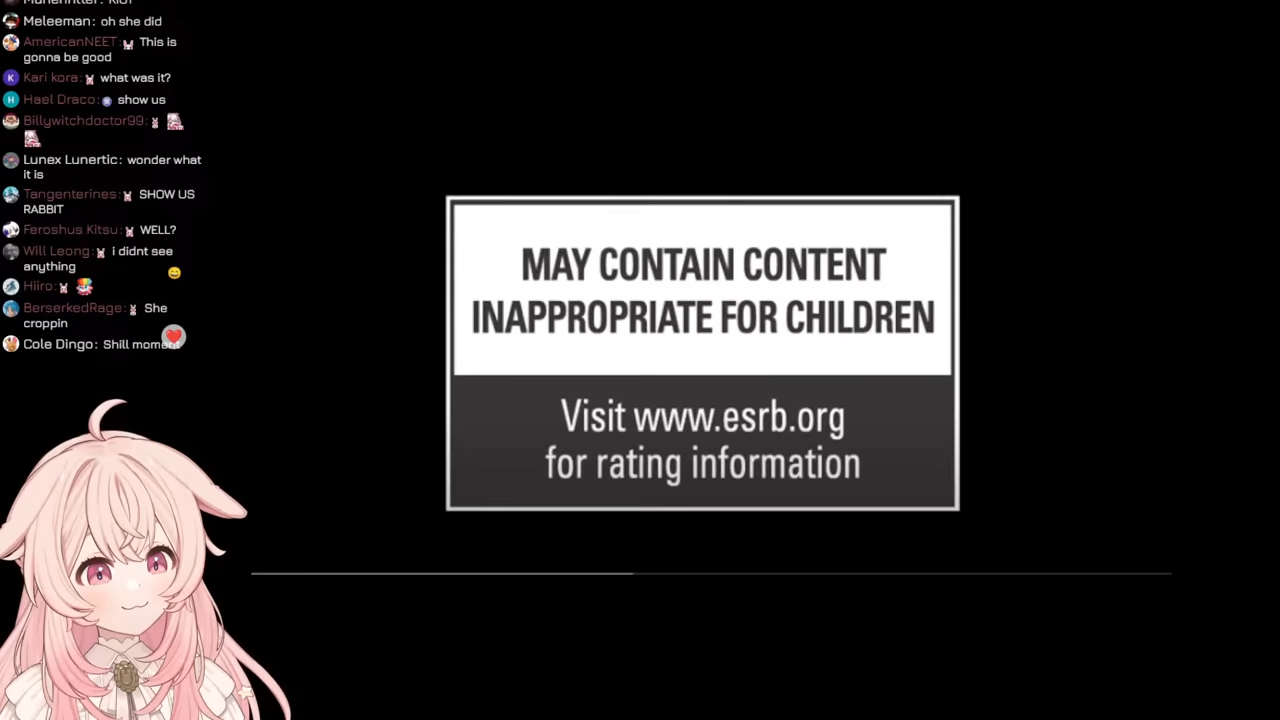 Meleeman: oh she did
AmericanNEET: This is
gonna be good
Kari kora: what was it?
Hael Draco: show us
Billywitchdoctor99:
Lunex Lunertic: wonder what
it is
Tangenterines: SHOW US
RABBIT
Feroshus Kitsu: WELL?
Will Leong: i didnt see
anything
Hiiro:
BerserkedRage: She
croppin
Cole Dingo: Shill moment
MAY CONTAIN CONTENT
INAPPROPRIATE FOR CHILDREN
Visit www.esrb.org
for rating information